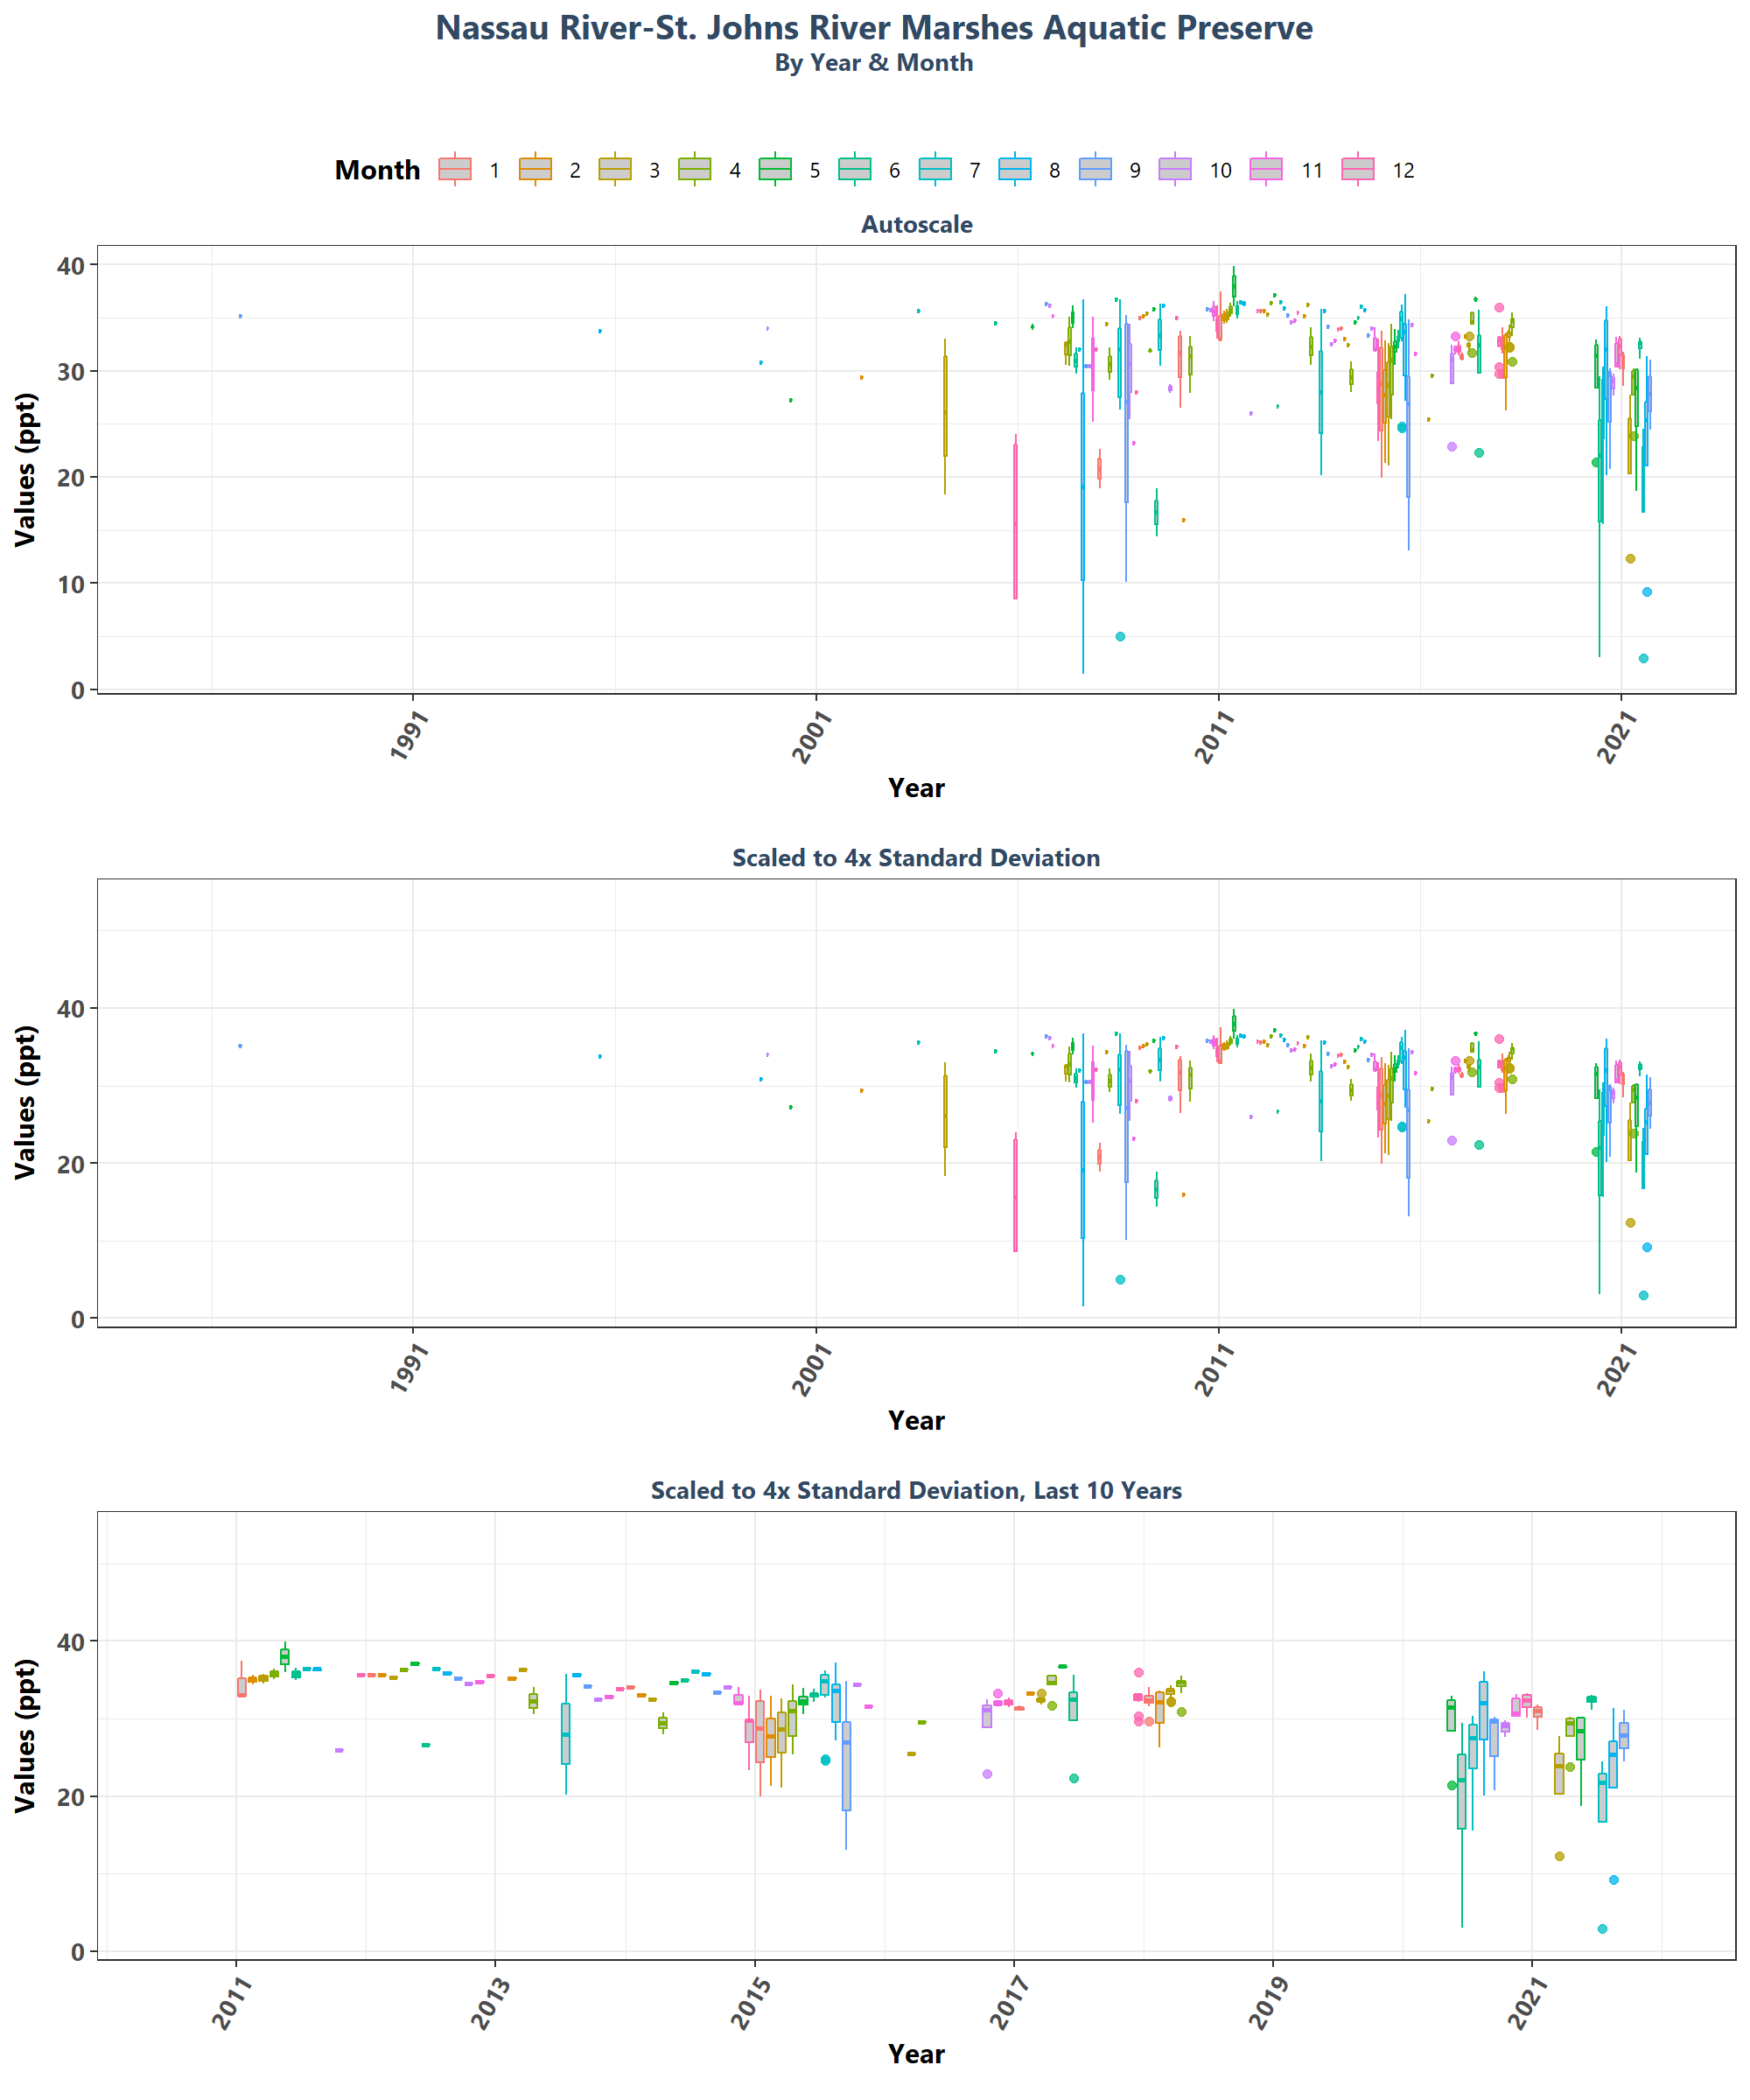 Nassau River-St. Johns River Marshes Aquatic Preserve
By Year & Month
Month 1 2 3 4 5 6 7 8 9 10 11 12
Autoscale
Values (ppt)
40
30
20
10
0
1991 2001 2011 2021
Year
Scaled to 4x Standard Deviation
Values (ppt)
40
20
0
1991 2001 2011 2021
Year
Scaled to 4x Standard Deviation, Last 10 Years
Values (ppt)
40
20
0
2011 2013 2015 2017 2019 2021
Year